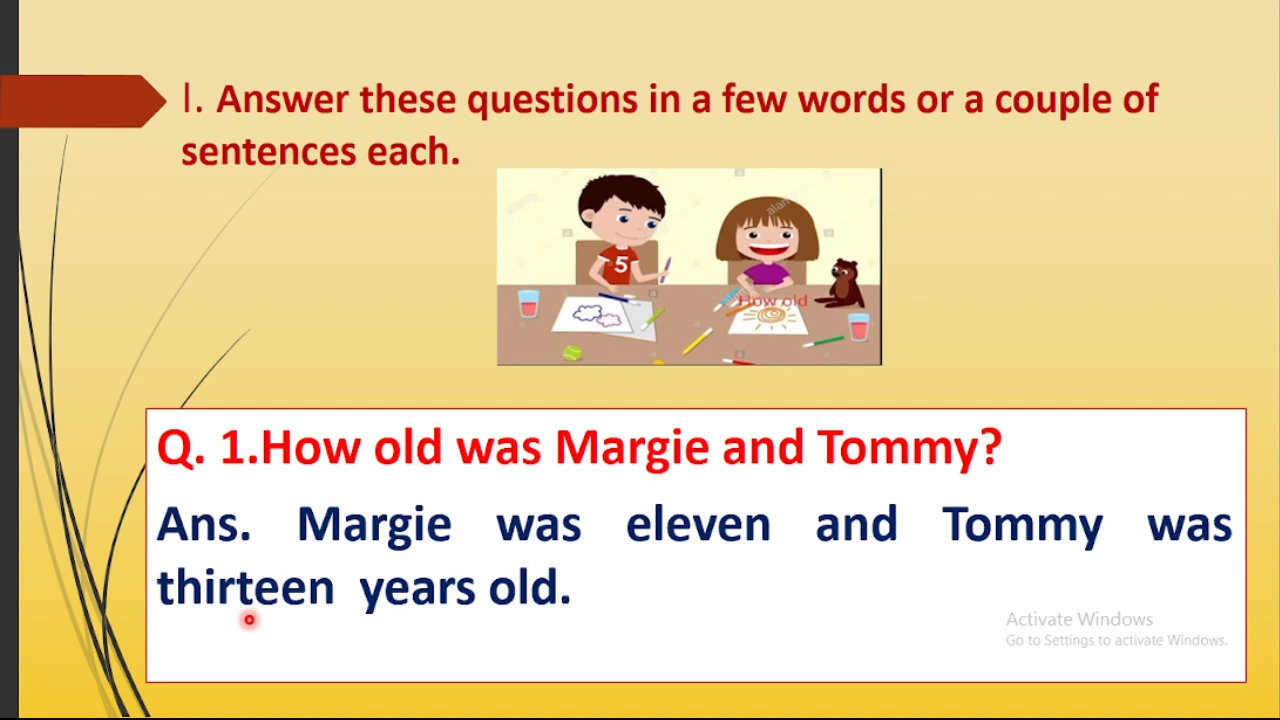 I. Answer these questions in a few words or a couple of
sentences each.
5
How old
Q. 1.How old was Margie and Tommy?
Ans. Margie was eleven and Tommy was
thirteen years old.
Activate Windows
Go to Settings to activate Windows.